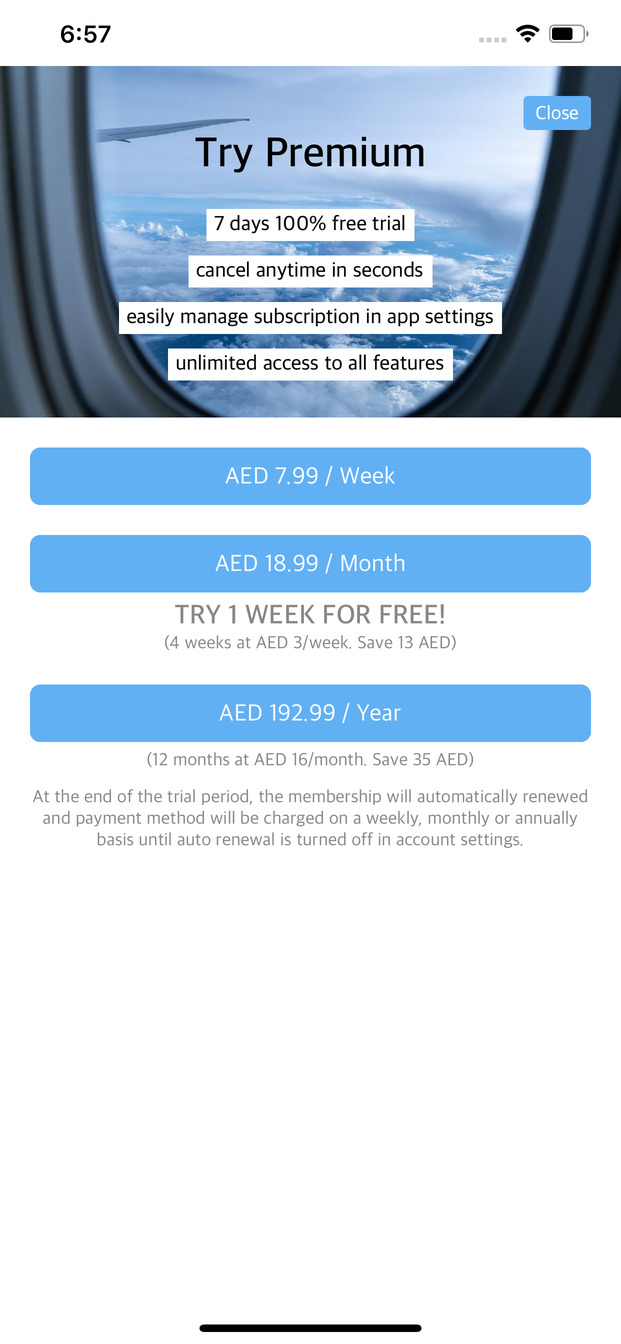 6:57
Close
Try Premium
7 days 100% free trial
cancel anytime in seconds
easily manage subscription in app settings
unlimited access to all features
AED 7.99 / Week
AED 18.99 / Month
TRY 1 WEEK FOR FREE!
(4 weeks at AED 3/week. Save 13 AED)
AED 192.99 / Year
(12 months at AED 16/month. Save 35 AED)
At the end of the trial period, the membership will automatically renewed
and payment method will be charged on a weekly, monthly or annually
basis until auto renewal is turned off in account settings.